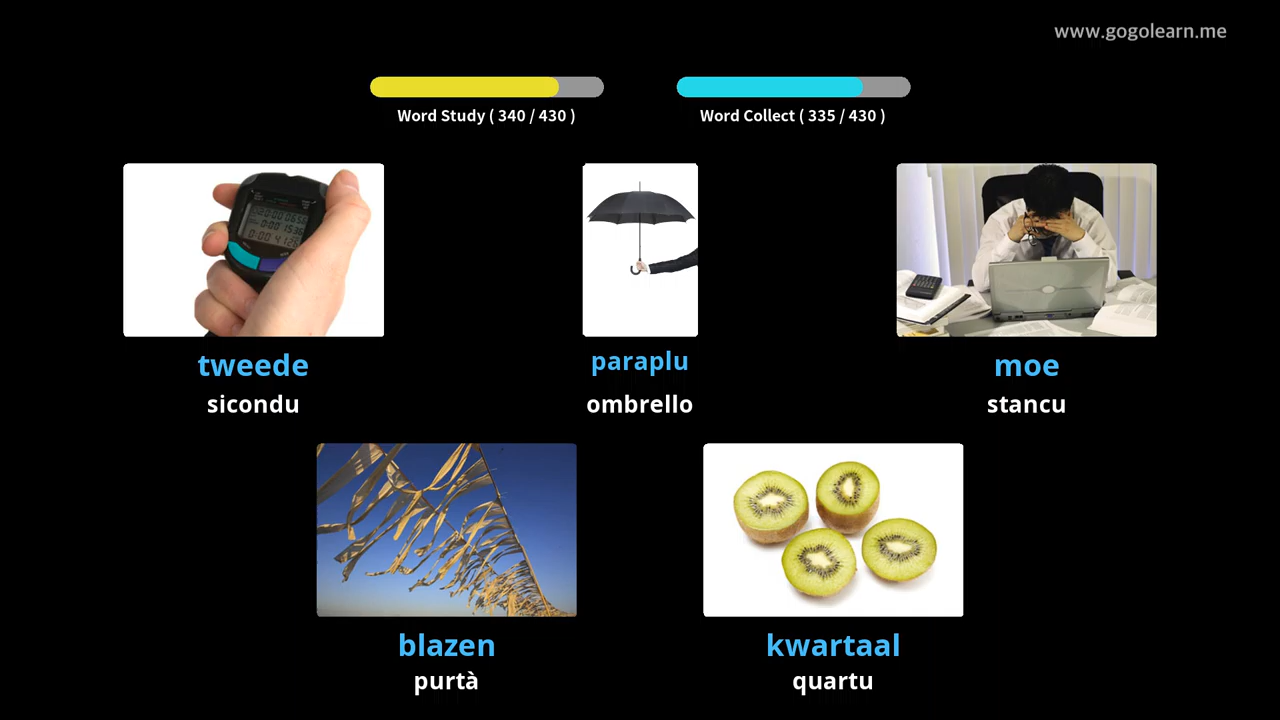 www.gogolearn.me
Word Study ( 340 / 430 )
Word Collect ( 335 / 430 )
tweede
sicondu
paraplu
ombrello
moe
stancu
blazen
purtà
kwartaal
quartu